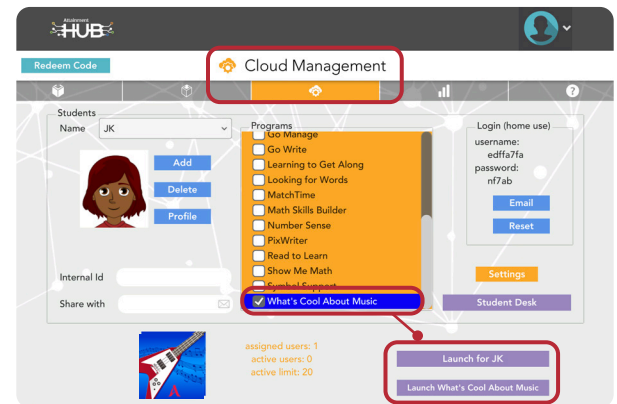 Attainment
HUB
Redeem Code
Cloud Management
?
Students
Name JK
Add
Delete
Profile
Internal Id
Share with
Programs
Go Manage
Go Write
Learning to Get Along
Looking for Words
MatchTime
Math Skills Builder
Number Sense
PixWriter
Read to Learn
Show Me Math
Symbol Support
What's Cool About Music
Login (home use)
username:
edffa7fa
password:
nf7ab
Email
Reset
Settings
Student Desk
A
assigned users: 1
active users: 0
active limit: 20
Launch for JK
Launch What's Cool About Music